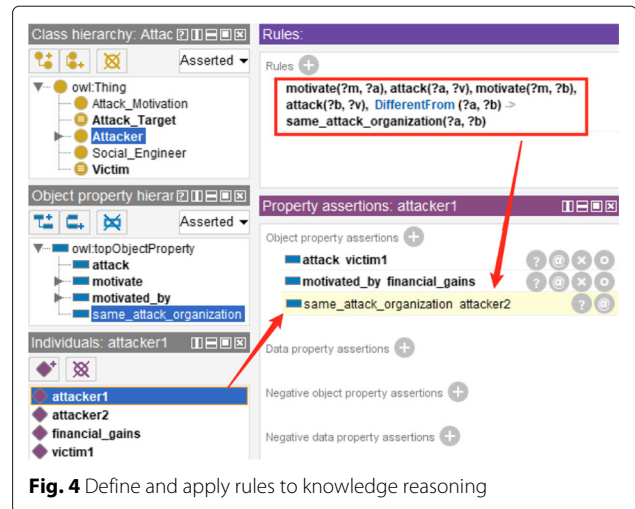 Class hierarchy: Attac
Asserted
owl:Thing
Attack_Motivation
Attack_Target
Attacker
Social_Engineer
Victim
Object property hierar
Asserted
owl:topObjectProperty
attack
motivate
motivated_by
same_attack_organization
Individuals: attacker1
attacker1
attacker2
financial_gains
victim1
Rules:
Rules
motivate(?m, ?a), attack(?a, ?v), motivate(?m, ?b),
attack(?b, ?v), DifferentFrom (?a, ?b) ->
same_attack_organization(?a, ?b)
Property assertions: attacker1
Object property assertions
attack victim1
motivated_by financial_gains
same_attack_organization attacker2
Data property assertions
Negative object property assertions
Negative data property assertions
Fig. 4 Define and apply rules to knowledge reasoning